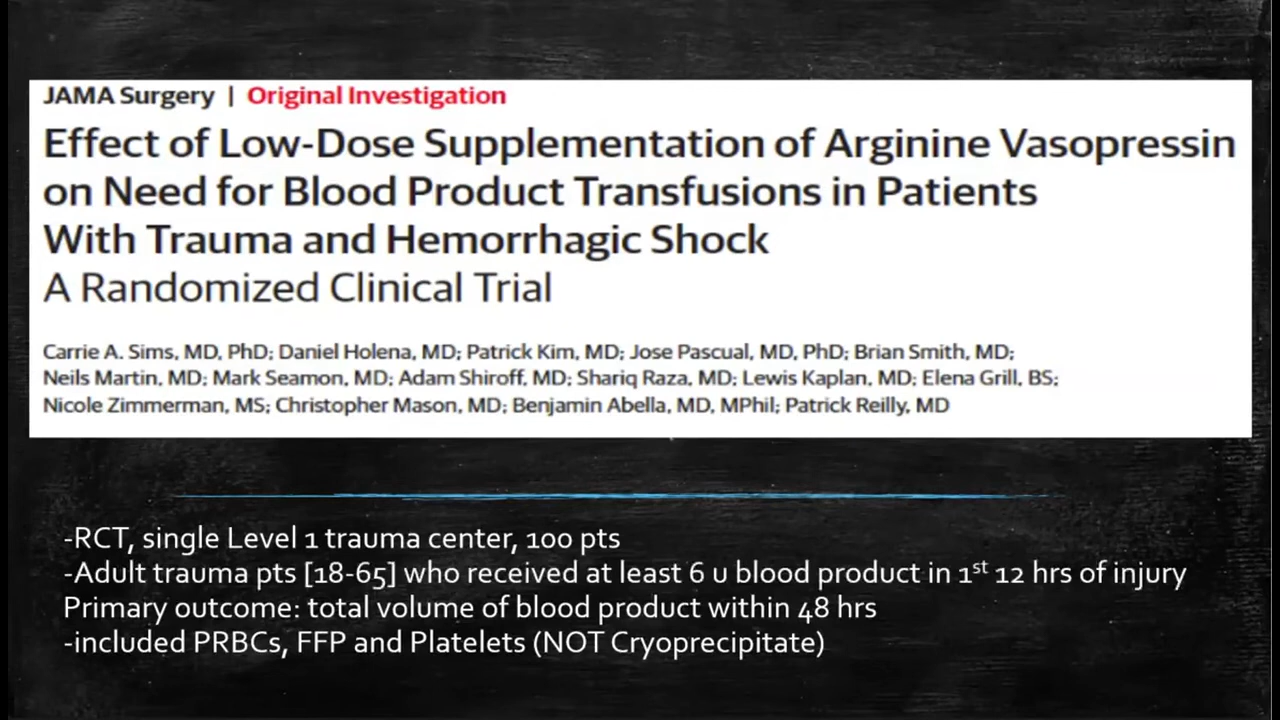 JAMA Surgery | Original Investigation
Effect of Low-Dose Supplementation of Arginine Vasopressin
on Need for Blood Product Transfusions in Patients
With Trauma and Hemorrhagic Shock
A Randomized Clinical Trial
Carrie A. Sims, MD, PhD; Daniel Holena, MD; Patrick Kim, MD; Jose Pascual, MD, PhD; Brian Smith, MD;
Neils Martin, MD; Mark Seamon, MD; Adam Shiroff, MD; Shariq Raza, MD; Lewis Kaplan, MD; Elena Grill, BS;
Nicole Zimmerman, MS; Christopher Mason, MD; Benjamin Abella, MD, MPhil; Patrick Reilly, MD
-RCT, single Level 1 trauma center, 100 pts
-Adult trauma pts [18-65] who received at least 6 u blood product in 1st 12 hrs of injury
Primary outcome: total volume of blood product within 48 hrs
-included PRBCs, FFP and Platelets (NOT Cryoprecipitate)